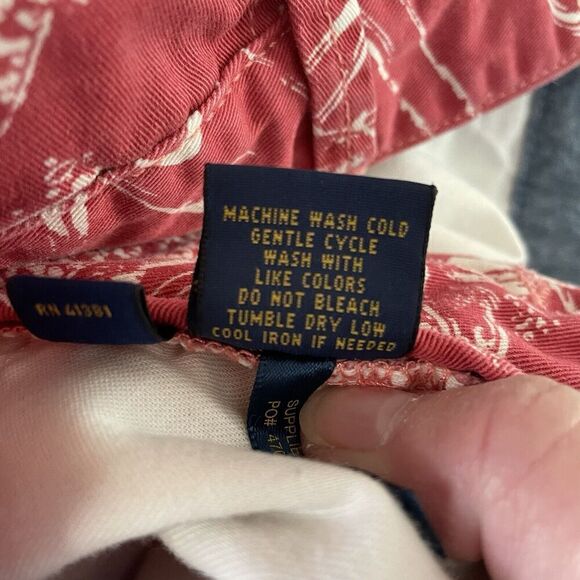 MACHINE WASH COLD
GENTLE CYCLE
WASH WITH
LIKE COLORS
DO NOT BLEACH
TUMBLE DRY LOW
COOL IRON IF NEEDED
RN 41381
PO#